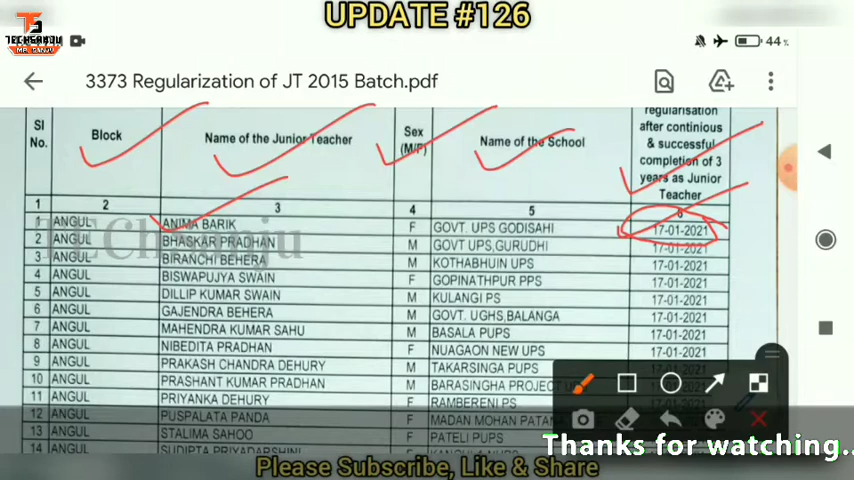 UPDATE #126
TECHSANJU
MR. SANJU
44%
3373 Regularization of JT 2015 Batch.pdf
Sl No. Block Name of the Junior Teacher Sex (M/F) Name of the School regularisation after continious & successful completion of 3 years as Junior Teacher
1 2 3 4 5 6
1 ANGUL ANIMA BARIK F GOVT. UPS GODISAHI 17-01-2021
2 ANGUL BHASKAR PRADHAN M GOVT UPS,GURUDHI 17-01-2021
3 ANGUL BIRANCHI BEHERA M KOTHABHUIN UPS 17-01-2021
4 ANGUL BISWAPUJYA SWAIN F GOPINATHPUR PPS 17-01-2021
5 ANGUL DILLIP KUMAR SWAIN M KULANGI PS 17-01-2021
6 ANGUL GAJENDRA BEHERA M GOVT. UGHS,BALANGA 17-01-2021
7 ANGUL MAHENDRA KUMAR SAHU M BASALA PUPS 17-01-2021
8 ANGUL NIBEDITA PRADHAN F NUAGAON NEW UPS 17-01-2021
9 ANGUL PRAKASH CHANDRA DEHURY M TAKARSINGA PUPS
10 ANGUL PRASHANT KUMAR PRADHAN M BARASINGHA PROJECT
11 ANGUL PRIYANKA DEHURY F RAMBERENI PS
12 ANGUL PUSPALATA PANDA F MADAN MOHAN PATANA
13 ANGUL STALIMA SAHOO F PATELI PUPS
14 ANGUL SUDIPTA PRIYADARSHINI
TECHsanju
Thanks for watching..
Please Subscribe, Like & Share